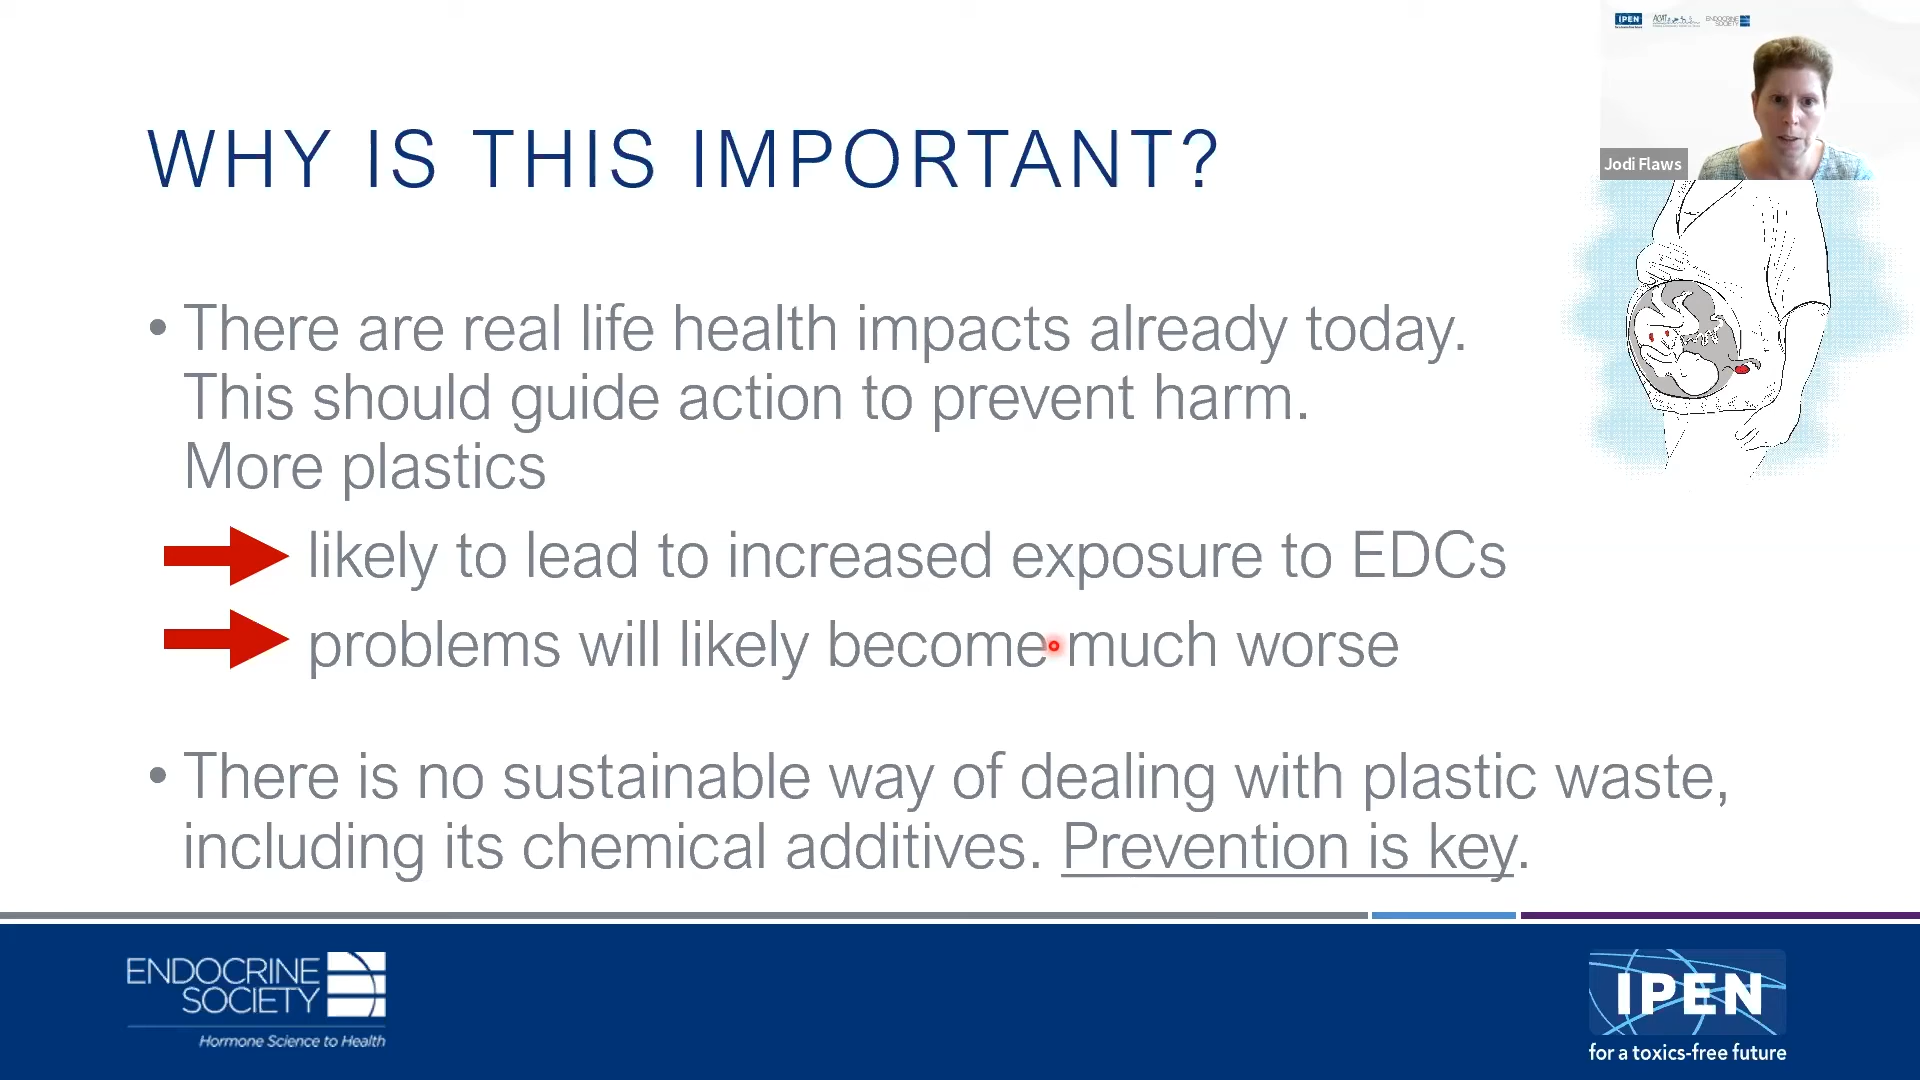 IPEN
ENDOCRINE
SOCIETY
Jodi Flaws
WHY IS THIS IMPORTANT?
• There are real life health impacts already today.
This should guide action to prevent harm.
More plastics
likely to lead to increased exposure to EDCs
problems will likely become much worse
• There is no sustainable way of dealing with plastic waste,
including its chemical additives. Prevention is key.
ENDOCRINE
SOCIETY
Hormone Science to Health
IPEN
for a toxics-free future